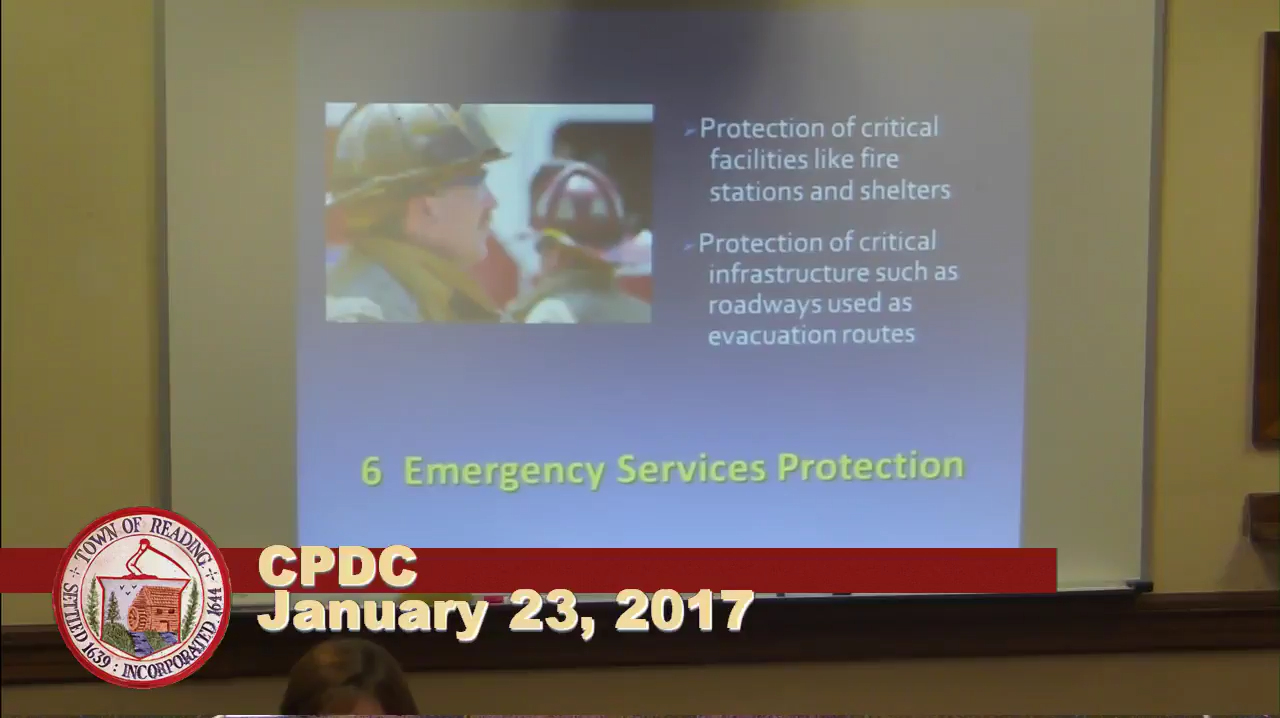 Protection of critical
facilities like fire
stations and shelters
Protection of critical
infrastructure such as
roadways used as
evacuation routes
6 Emergency Services Protection
TOWN OF READING
SETTLED 1639 : INCORPORATED 1644
CPDC
January 23, 2017